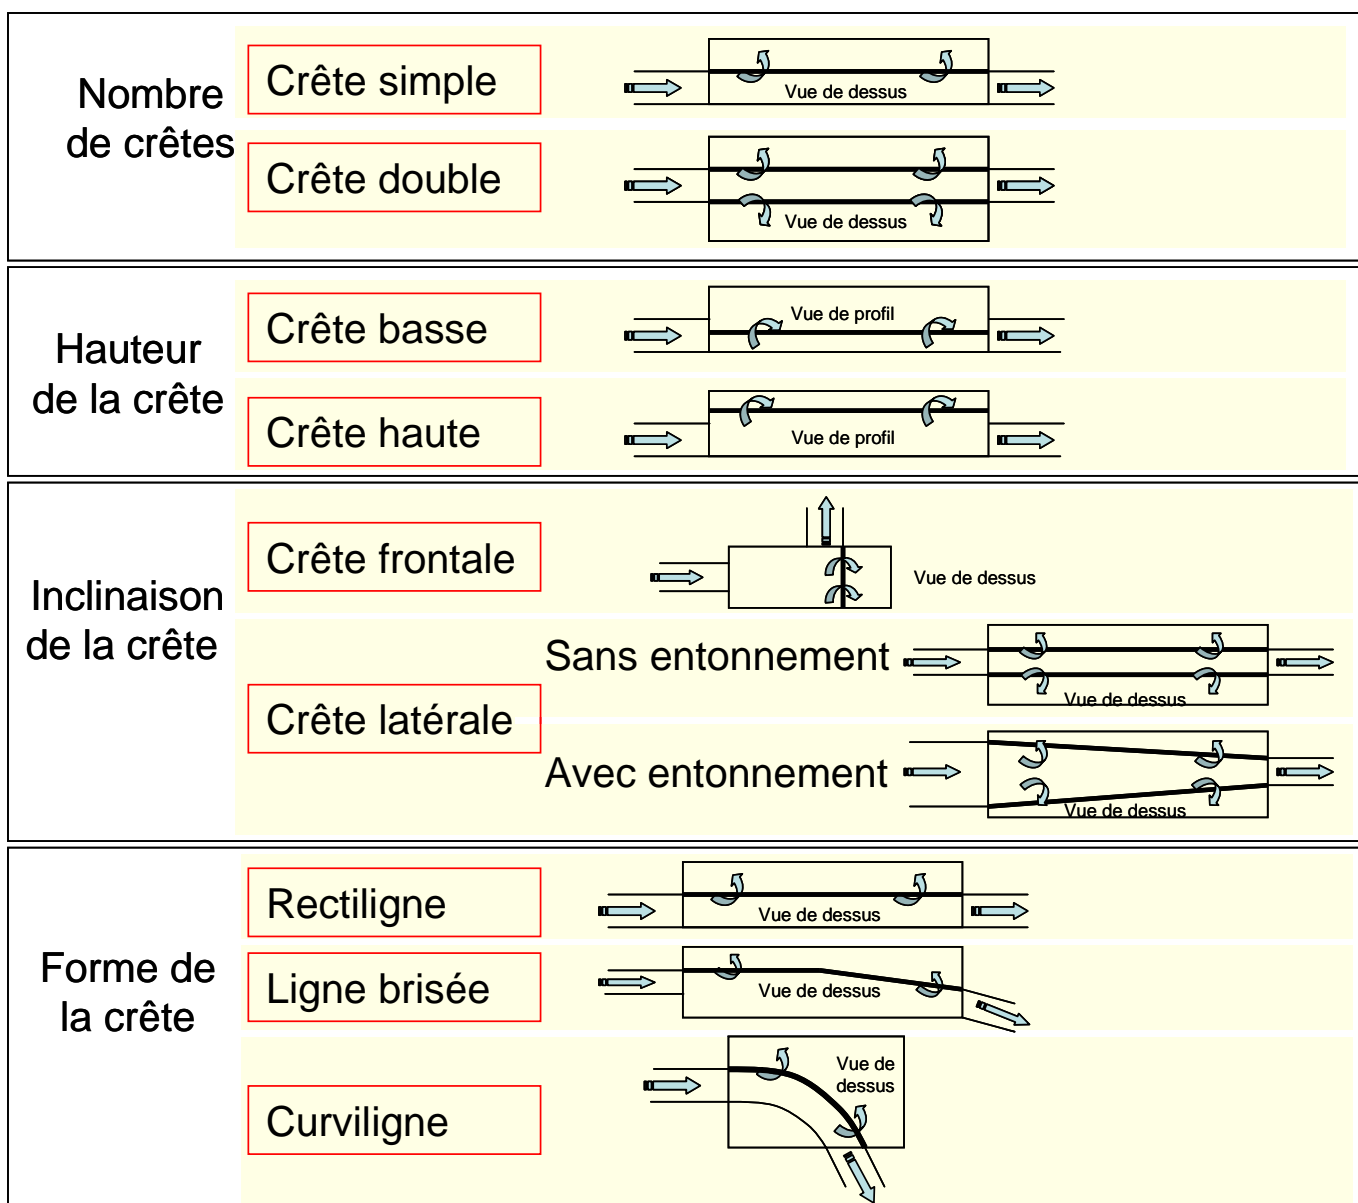 Nombre
de crêtes
Crête simple
Vue de dessus
Crête double
Vue de dessus
Hauteur
de la crête
Crête basse
Vue de profil
Crête haute
Vue de profil
Inclinaison
de la crête
Crête frontale
Vue de dessus
Crête latérale
Sans entonnement
Vue de dessus
Avec entonnement
Vue de dessus
Forme de
la crête
Rectiligne
Vue de dessus
Ligne brisée
Vue de dessus
Curviligne
Vue de
dessus